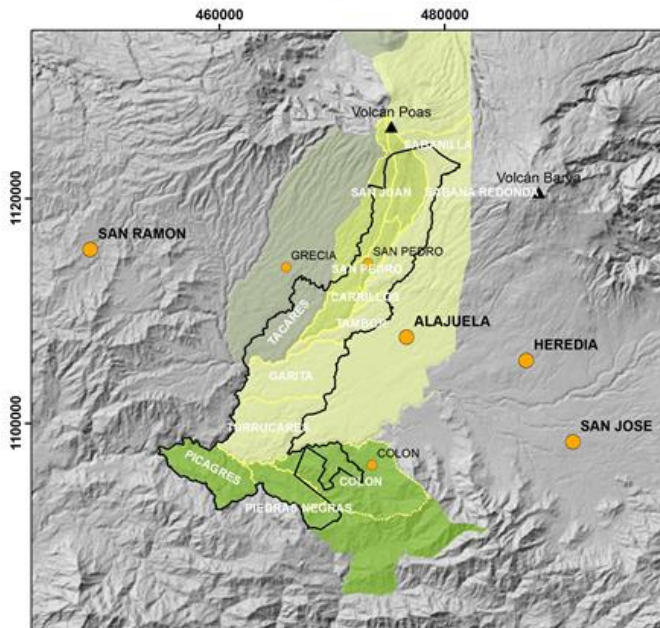 460000 480000
Volcán Poas
SABANILLA
1120000
SAN JUAN SABANA REDONDA
Volcán Barva
SAN RAMON
SAN PEDRO
GRECIA
SAN PEDRO
CARRILLOS
TACARES
TAMBOR
ALAJUELA
HEREDIA
GARITA
1100000
TURRUCARES
SAN JOSE
PICAGRES
COLON
COLON
PIEDRAS NEGRAS